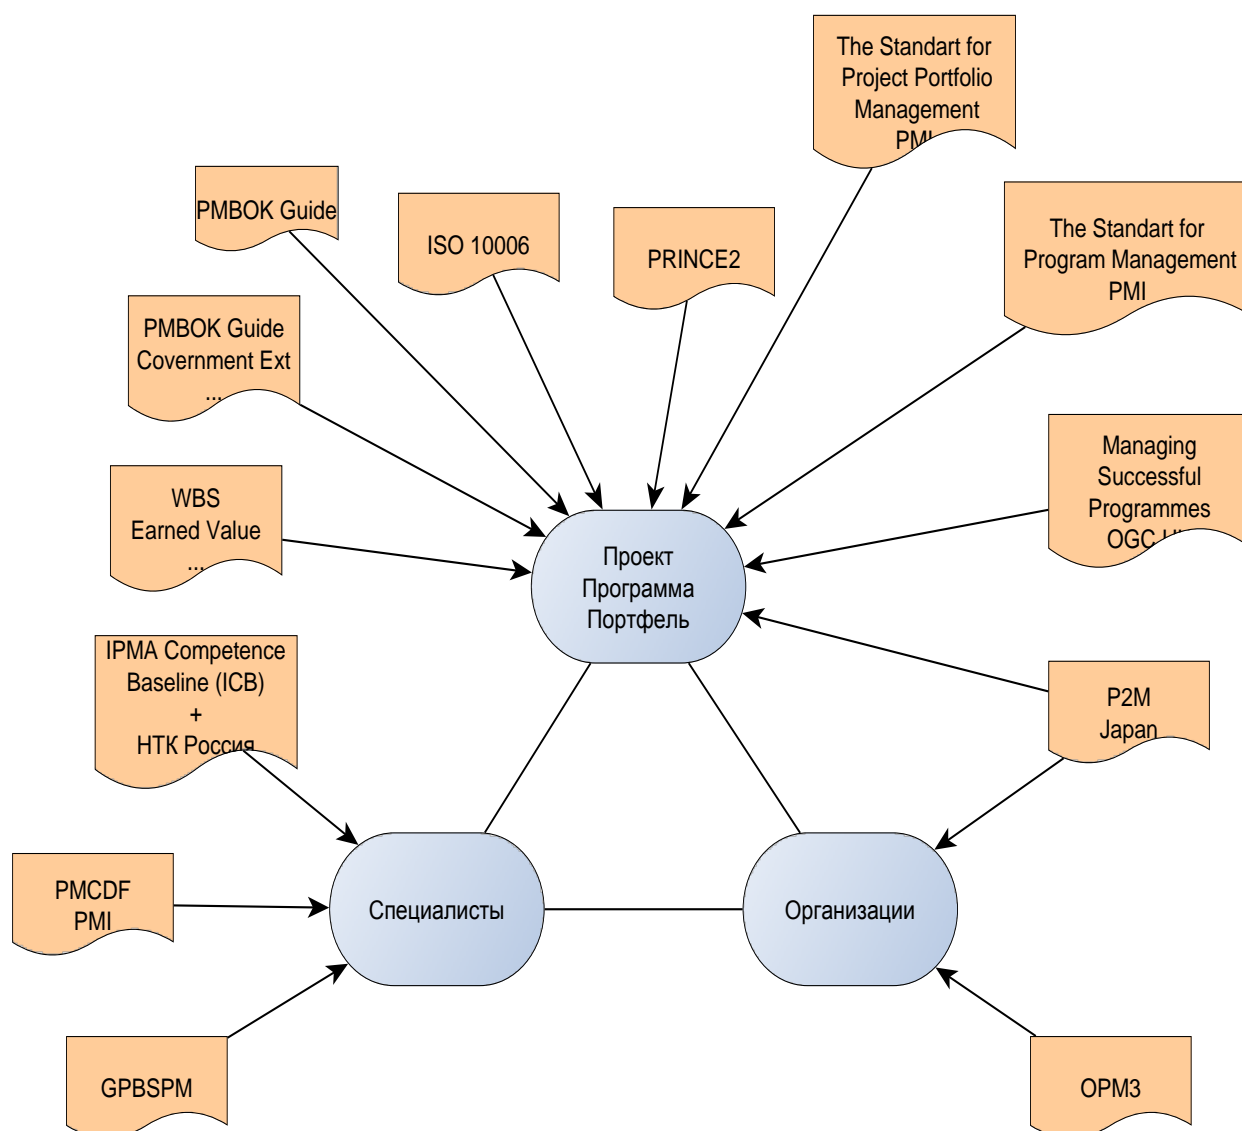 The Standart for
Project Portfolio
Management
PMI
PMBOK Guide
ISO 10006
PRINCE2
The Standart for
Program Management
PMI
PMBOK Guide
Covernment Ext
...
Managing
Successful
Programmes
OGC
WBS
Earned Value
...
Проект
Программа
Портфель
IPMA Competence
Baseline (ICB)
+
НТК Россия
P2M
Japan
PMCDF
PMI
Специалисты
Организации
GPBSPM
OPM3